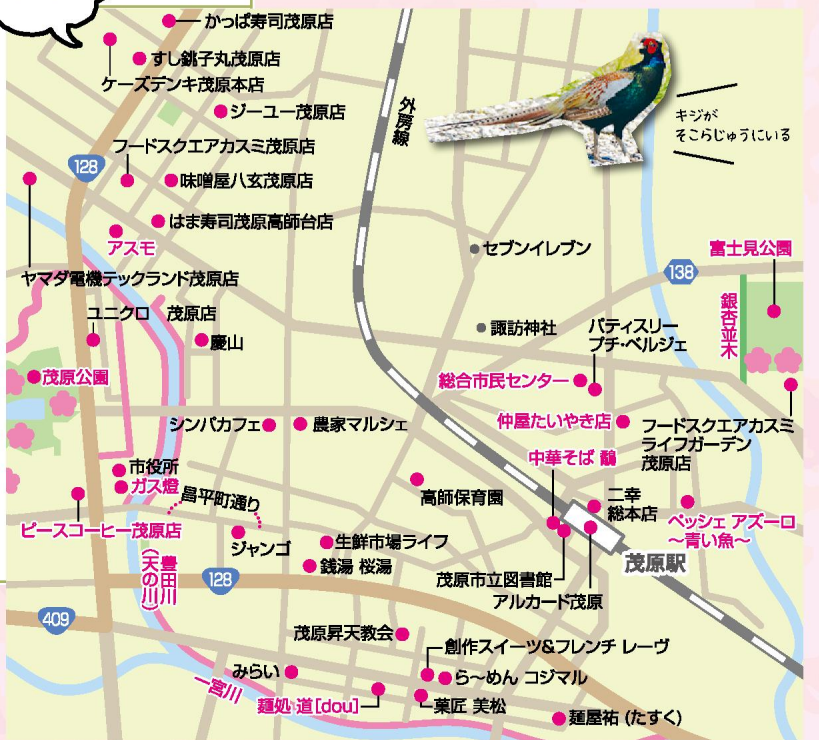 かっぱ寿司茂原店
すし銚子丸茂原店
ケーズデンキ茂原本店
ジーユー茂原店
外房線
キジが
そこらじゅうにいる
フードスクエアカスミ茂原店
128
味噌屋八玄茂原店
はま寿司茂原高師台店
アスモ
ヤマダ電機テックランド茂原店
セブンイレブン
富士見公園
138
銀杏並木
ユニクロ 茂原店
慶山
諏訪神社
パティスリー
プチ・ベルジェ
茂原公園
総合市民センター
仲屋たいやき店
フードスクエアカスミ
ライフガーデン
茂原店
シンパカフェ
農家マルシェ
中華そば 鷸
市役所
ガス燈
昌平町通り
高師保育園
二幸
総本店
ペッシェ アズーロ
〜青い魚〜
ピースコーヒー茂原店
ジャンゴ
生鮮市場ライフ
銭湯 桜湯
茂原駅
茂原市立図書館
アルカード茂原
豊田川
(天の川)
128
409
茂原昇天教会
創作スイーツ&フレンチ レーヴ
みらい
ら〜めん コジマル
一宮川
麺処 道[dou]
菓匠 美松
麺屋祐 (たすく)